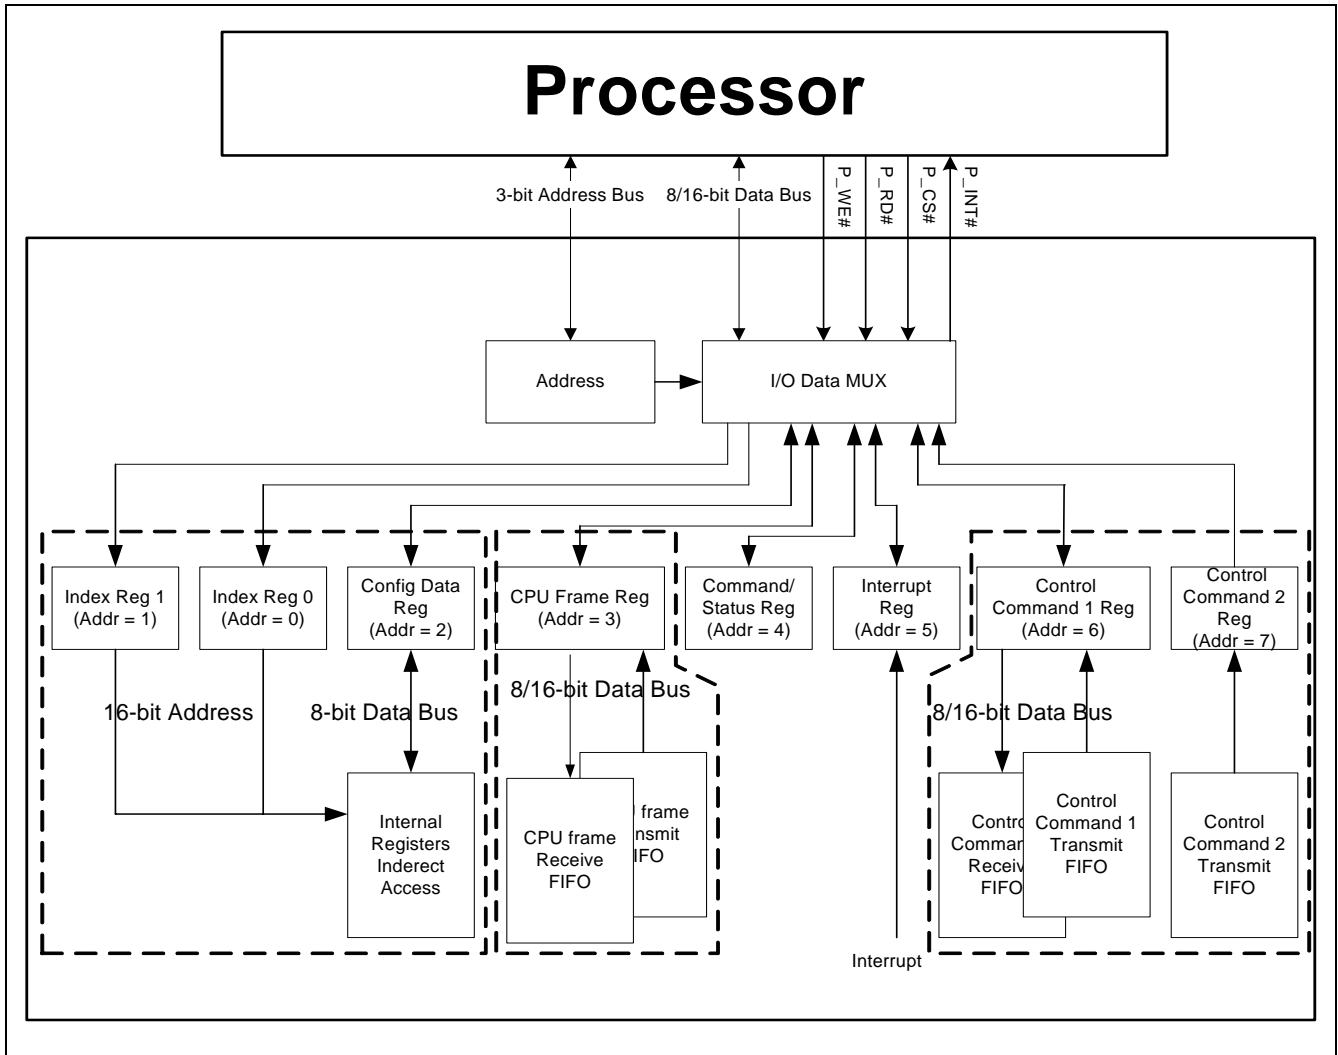 Processor
3-bit Address Bus
8/16-bit Data Bus
P_WE#
P_RD#
P_CS#
P_INT#
Address
I/O Data MUX
Index Reg 1
(Addr = 1)
Index Reg 0
(Addr = 0)
Config Data
Reg
(Addr = 2)
CPU Frame Reg
(Addr = 3)
Command/
Status Reg
(Addr = 4)
Interrupt
Reg
(Addr = 5)
Control
Command 1 Reg
(Addr = 6)
Control
Command 2
Reg
(Addr = 7)
16-bit Address
8-bit Data Bus
8/16-bit Data Bus
8/16-bit Data Bus
Internal
Registers
Inderect
Access
CPU frame
Receive
FIFO
frame
Control
Command 1
Transmit
FIFO
FIFO
Control
Command 2
Transmit
FIFO
Interrupt